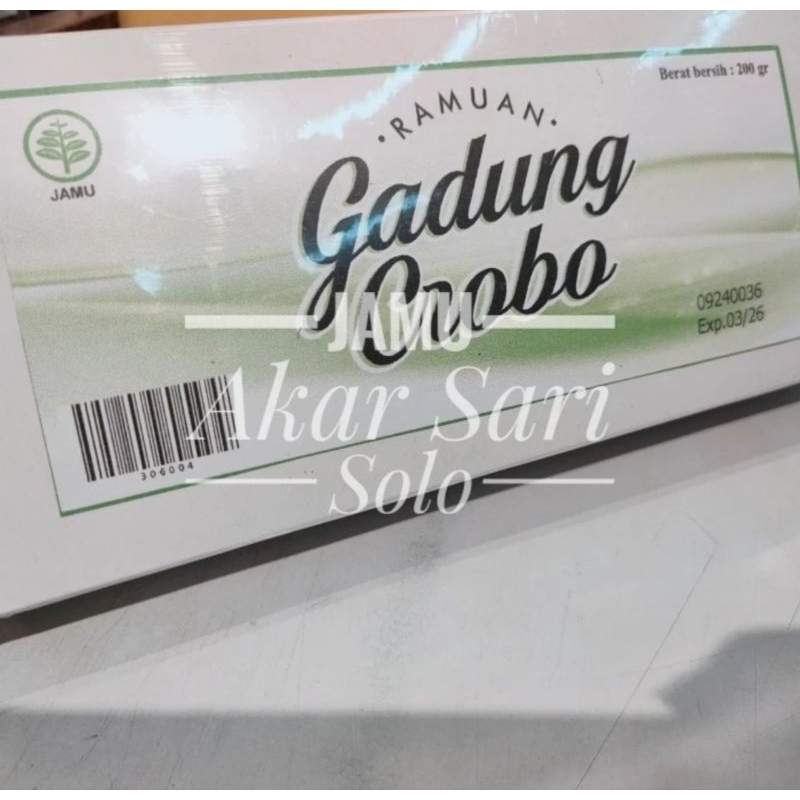 Berat bersih : 200 gr
JAMU
• RAMUAN •
Gadung
Crobo
09240036
Exp.03/26
306004
JAMU
Akar Sari
Solo